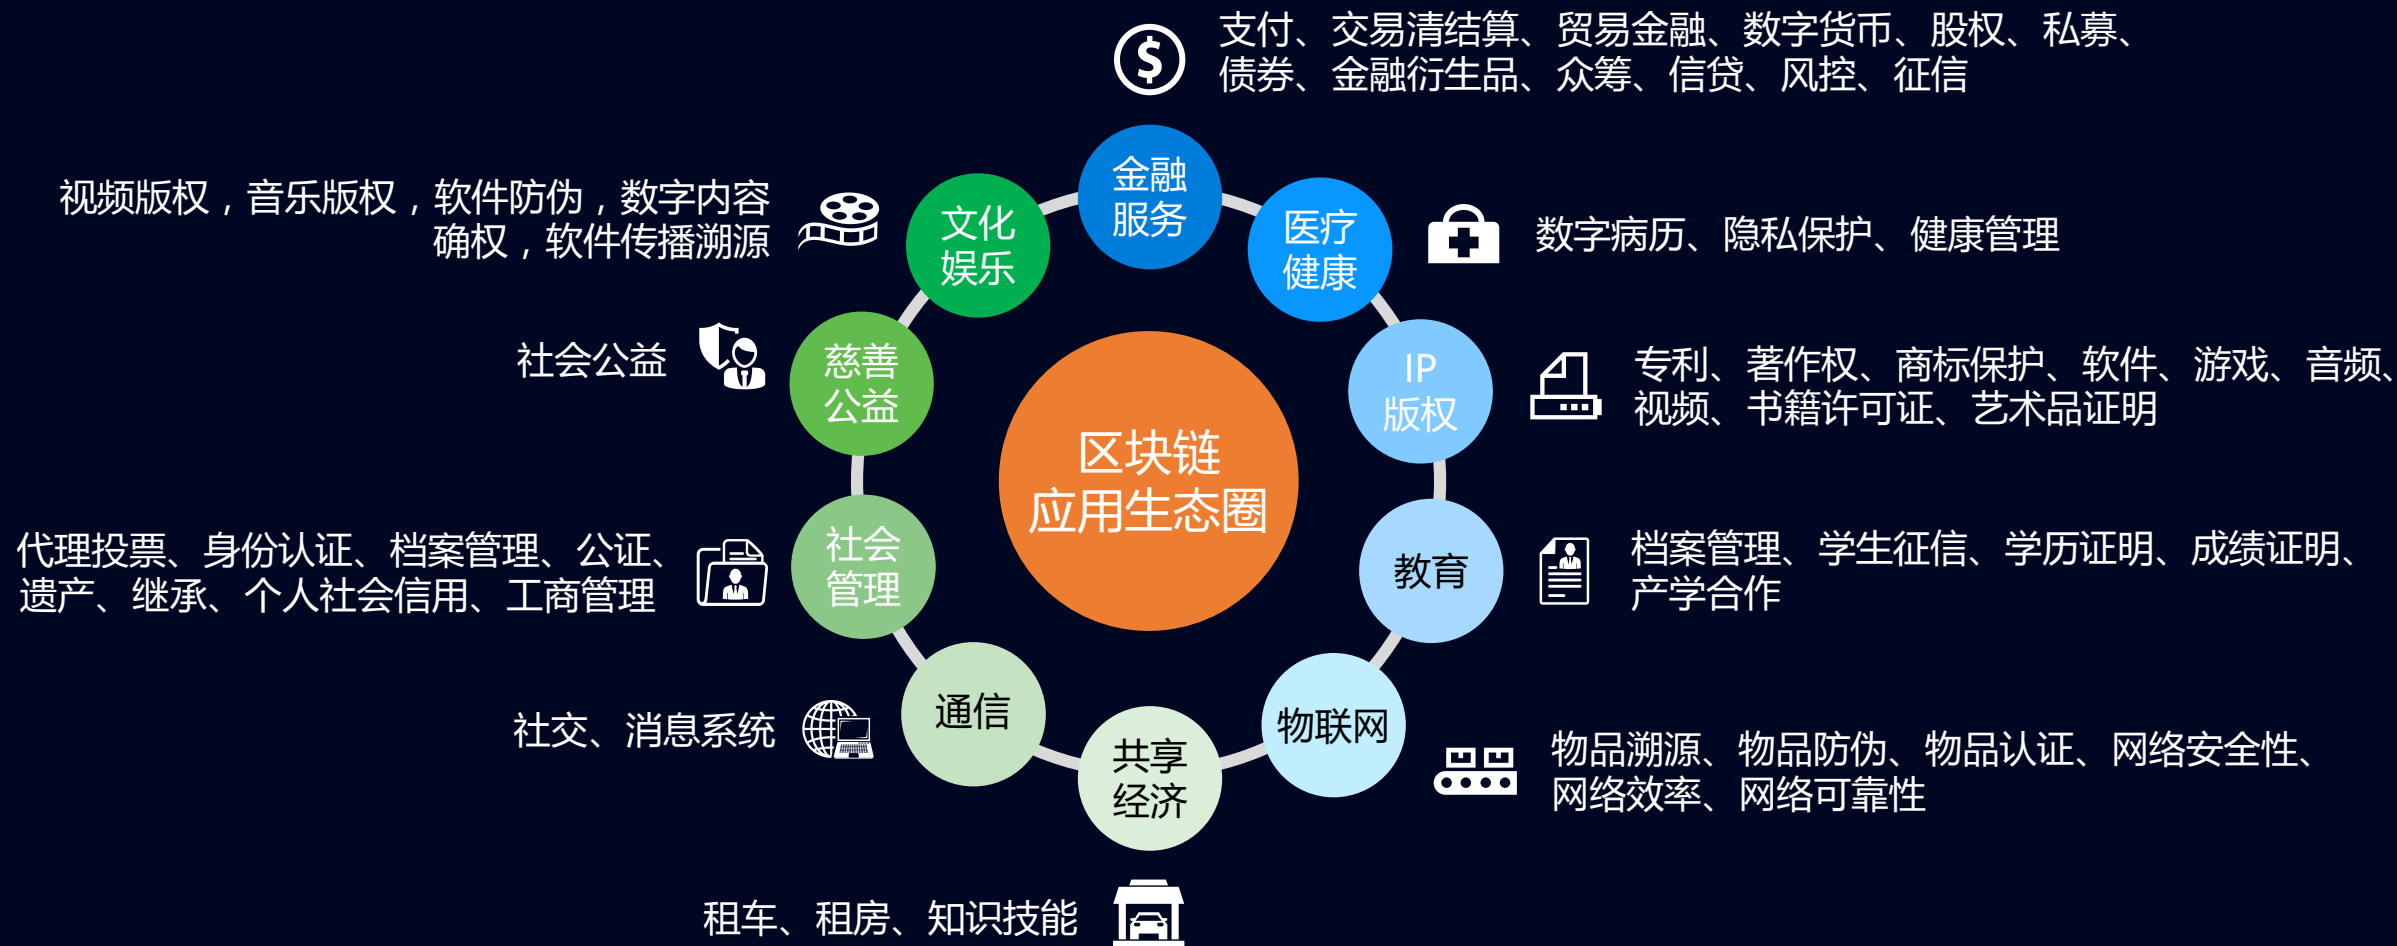 支付、交易清结算、贸易金融、数字货币、股权、私募、
债券、金融衍生品、众筹、信贷、风控、征信
金融
服务
医疗
健康
数字病历、隐私保护、健康管理
IP
版权
专利、著作权、商标保护、软件、游戏、音频、
视频、书籍许可证、艺术品证明
教育
档案管理、学生征信、学历证明、成绩证明、
产学合作
物联网
物品溯源、物品防伪、物品认证、网络安全性、
网络效率、网络可靠性
共享
经济
租车、租房、知识技能
通信
社交、消息系统
社会
管理
代理投票、身份认证、档案管理、公证、
遗产、继承、个人社会信用、工商管理
慈善
公益
社会公益
文化
娱乐
视频版权，音乐版权，软件防伪，数字内容
确权，软件传播溯源
区块链
应用生态圈